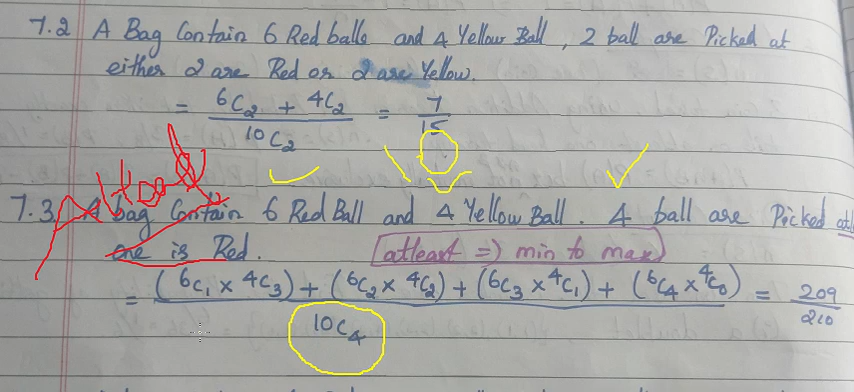 7.2 A Bag Contain 6 Red balls and 4 Yellow Ball, 2 ball are Picked at
either 2 are Red or 2 are Yellow.
= 6C2 + 4C2 / 10C2 = 7/15
Atleast
7.3 A bag Contain 6 Red Ball and 4 Yellow Ball. 4 ball are Picked atl
one is Red. atleast => min to max
= (6C1 × 4C3) + (6C2 × 4C2) + (6C3 × 4C1) + (6C4 × 4C0) / 10C4 = 209/210